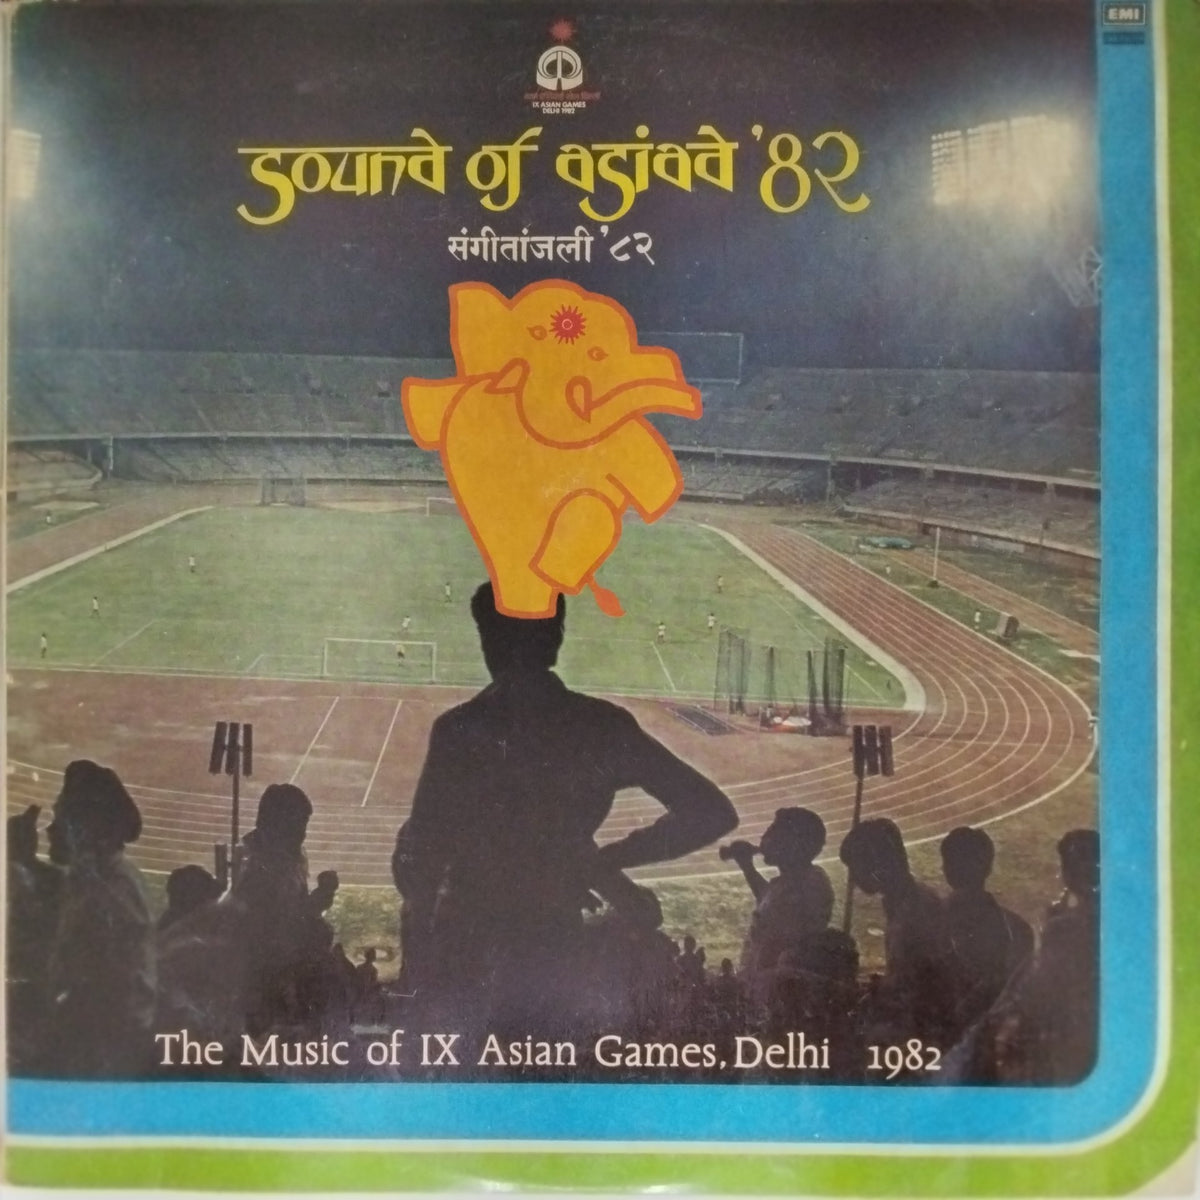 EMI
IX ASIAN GAMES
DELHI 1982
Sound of asiad '82
संगीतांजली '८२
The Music of IX Asian Games, Delhi 1982